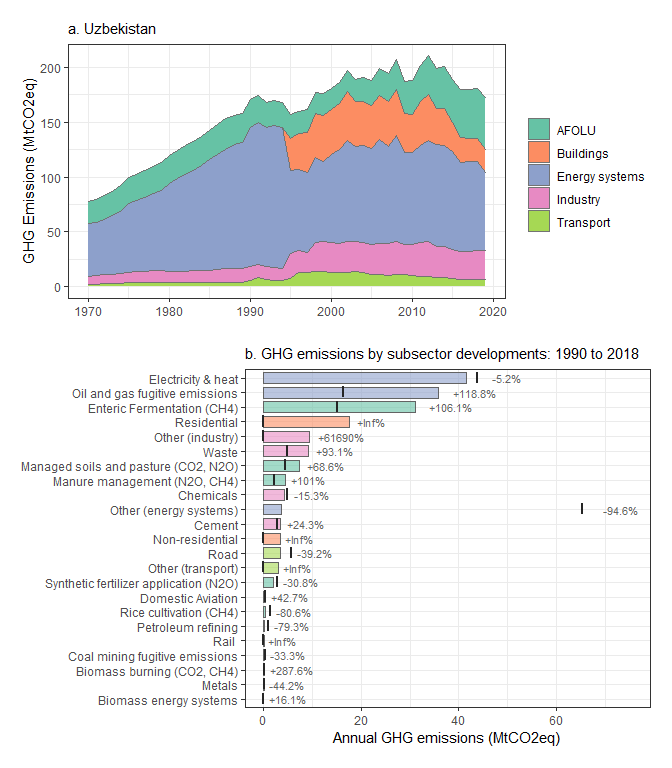 a. Uzbekistan
GHG Emissions (MtCO2eq)
200
150
100
50
0
1970 1980 1990 2000 2010 2020
AFOLU
Buildings
Energy systems
Industry
Transport
b. GHG emissions by subsector developments: 1990 to 2018
Electricity & heat -5.2%
Oil and gas fugitive emissions +118.8%
Enteric Fermentation (CH4) +106.1%
Residential +Inf%
Other (industry) +61690%
Waste +93.1%
Managed soils and pasture (CO2, N2O) +68.6%
Manure management (N2O, CH4) +101%
Chemicals -15.3%
Other (energy systems) -94.6%
Cement +24.3%
Non-residential +Inf%
Road -39.2%
Other (transport) +Inf%
Synthetic fertilizer application (N2O) -30.8%
Domestic Aviation +42.7%
Rice cultivation (CH4) -80.6%
Petroleum refining -79.3%
Rail +Inf%
Coal mining fugitive emissions -33.3%
Biomass burning (CO2, CH4) +287.6%
Metals -44.2%
Biomass energy systems +16.1%
0 20 40 60
Annual GHG emissions (MtCO2eq)